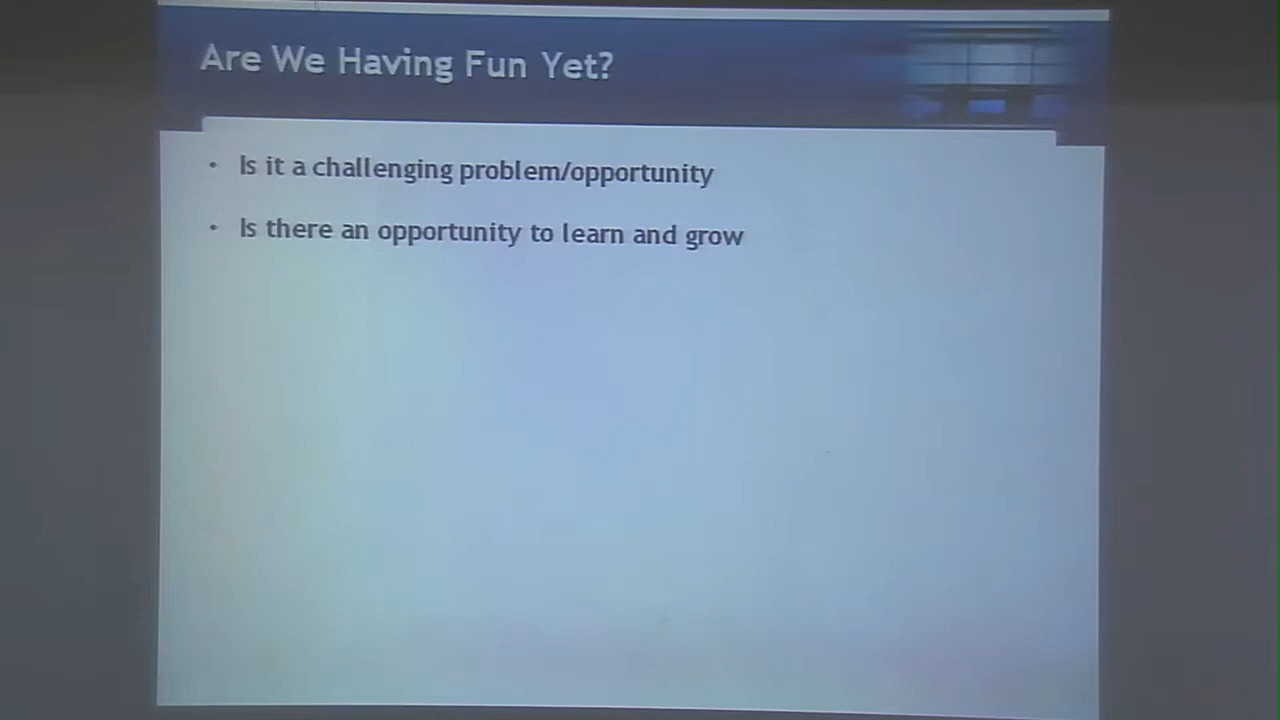 Are We Having Fun Yet?
• Is it a challenging problem/opportunity
• Is there an opportunity to learn and grow